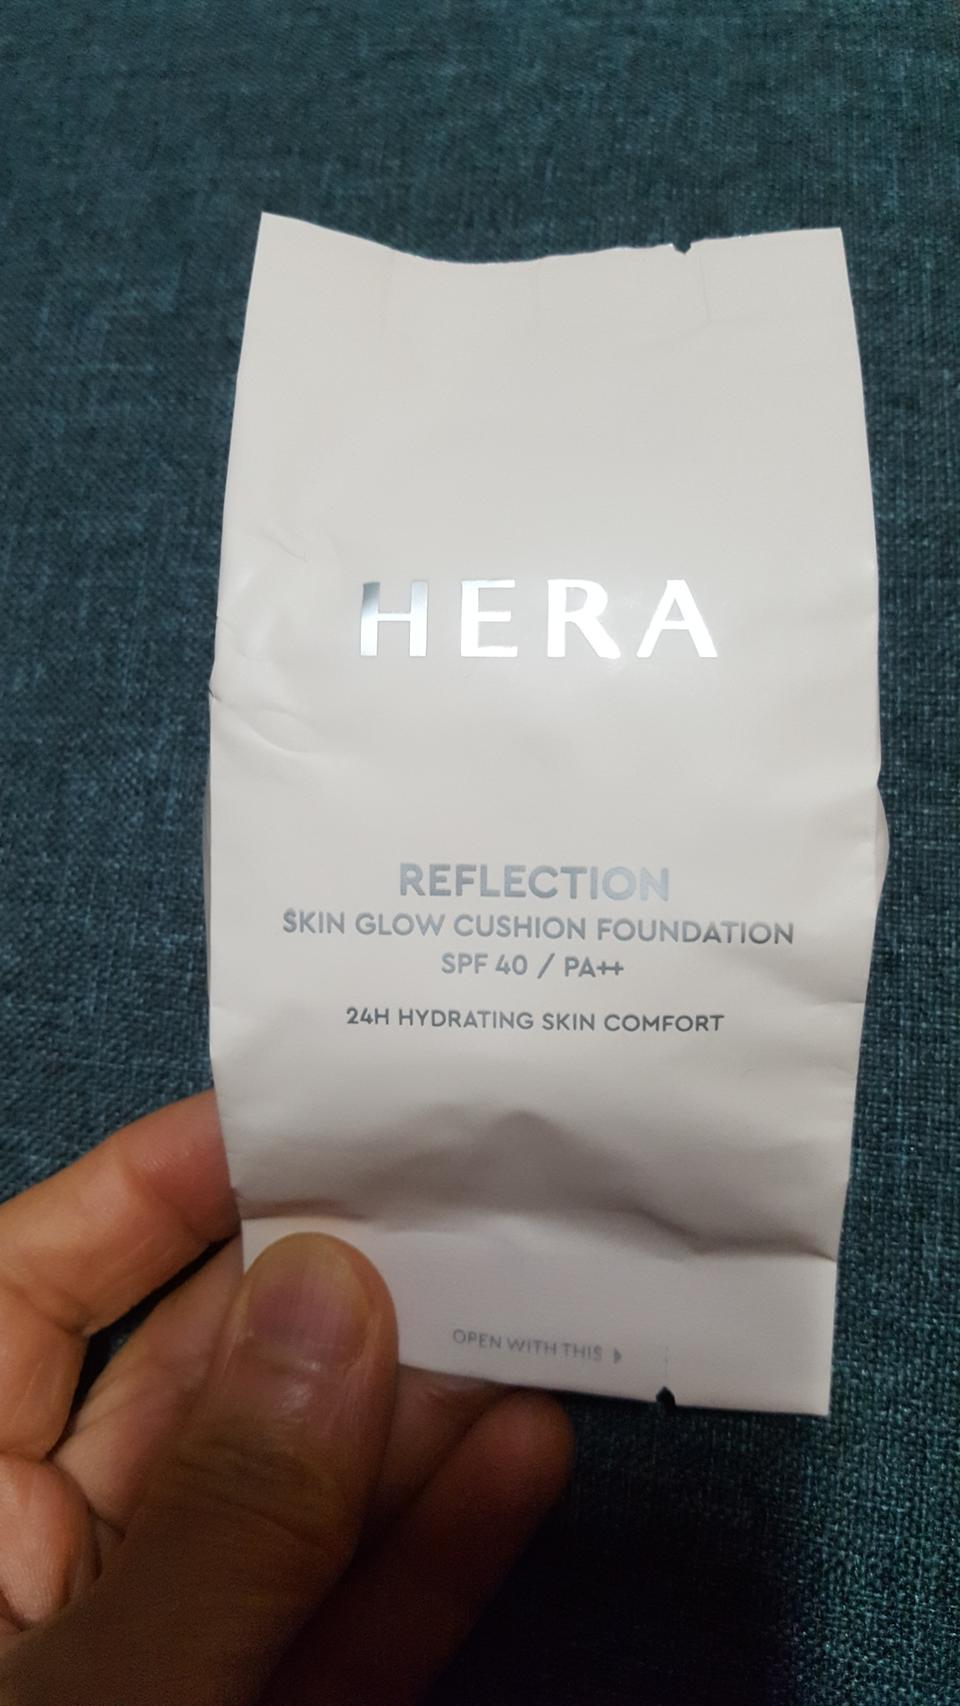 HERA
REFLECTION
SKIN GLOW CUSHION FOUNDATION
SPF 40 / PA++
24H HYDRATING SKIN COMFORT
OPEN WITH THIS